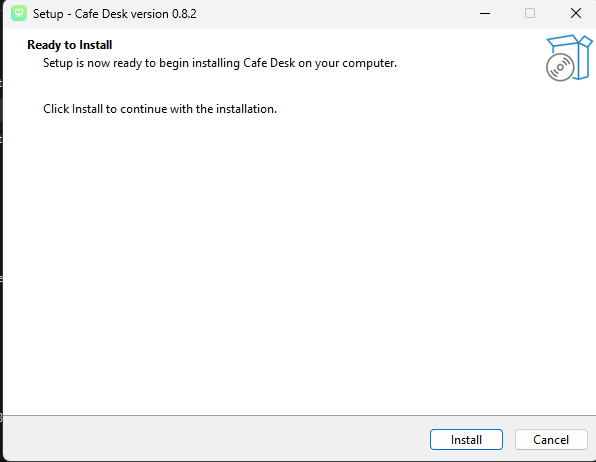 Setup - Cafe Desk version 0.8.2
Ready to Install
Setup is now ready to begin installing Cafe Desk on your computer.
Click Install to continue with the installation.
Install
Cancel